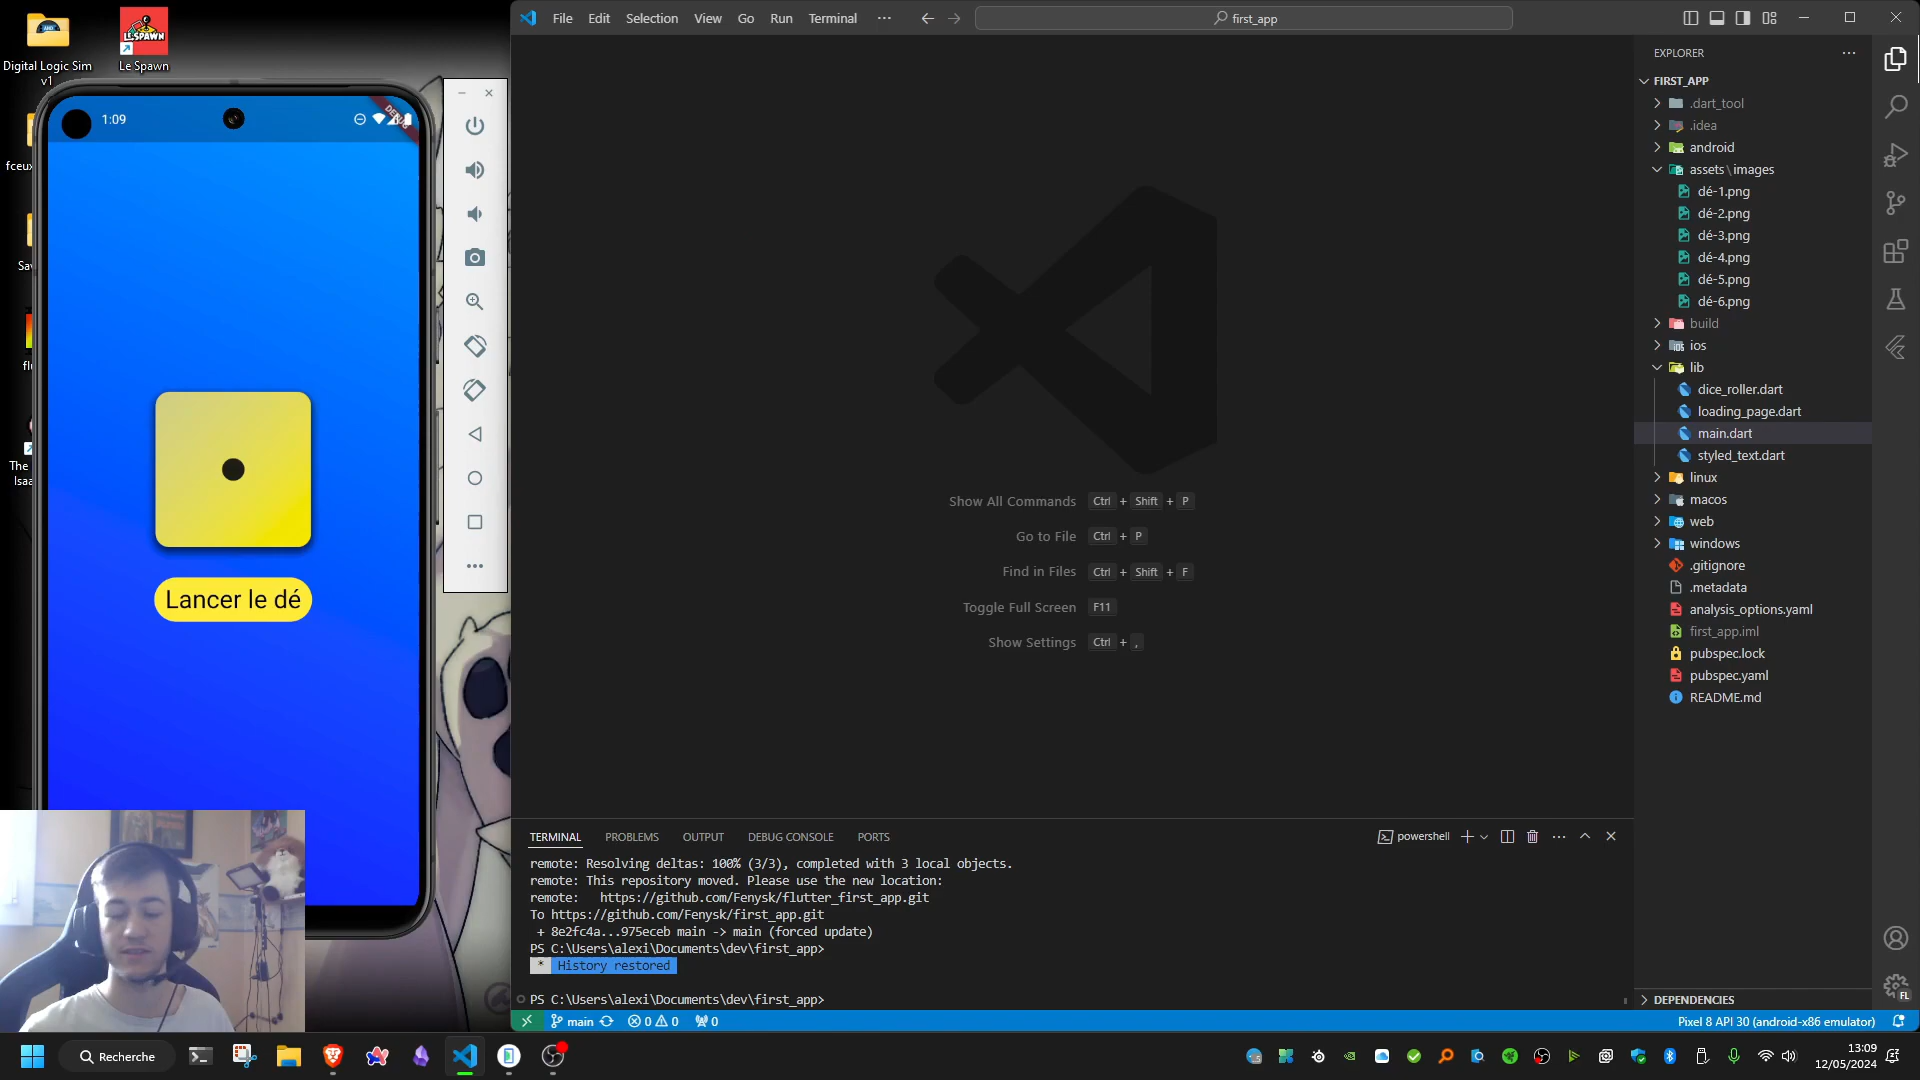 Digital Logic Sim
v1
Le Spawn
fceux
Sav
flu
The
Isaa
1:09
DEBUG
Lancer le dé
File Edit Selection View Go Run Terminal
first_app
EXPLORER
FIRST_APP
.dart_tool
.idea
android
assets\images
dé-1.png
dé-2.png
dé-3.png
dé-4.png
dé-5.png
dé-6.png
build
ios
lib
dice_roller.dart
loading_page.dart
main.dart
styled_text.dart
linux
macos
web
windows
.gitignore
.metadata
analysis_options.yaml
first_app.iml
pubspec.lock
pubspec.yaml
README.md
DEPENDENCIES
Show All Commands Ctrl + Shift + P
Go to File Ctrl + P
Find in Files Ctrl + Shift + F
Toggle Full Screen F11
Show Settings Ctrl + ,
TERMINAL PROBLEMS OUTPUT DEBUG CONSOLE PORTS
powershell
remote: Resolving deltas: 100% (3/3), completed with 3 local objects.
remote: This repository moved. Please use the new location:
remote:   https://github.com/Fenysk/flutter_first_app.git
To https://github.com/Fenysk/first_app.git
+ 8e2fc4a...975eceb main -> main (forced update)
PS C:\Users\alexi\Documents\dev\first_app>
* History restored
PS C:\Users\alexi\Documents\dev\first_app>
FL
main 0 0 0
Pixel 8 API 30 (android-x86 emulator)
Recherche
13:09
12/05/2024